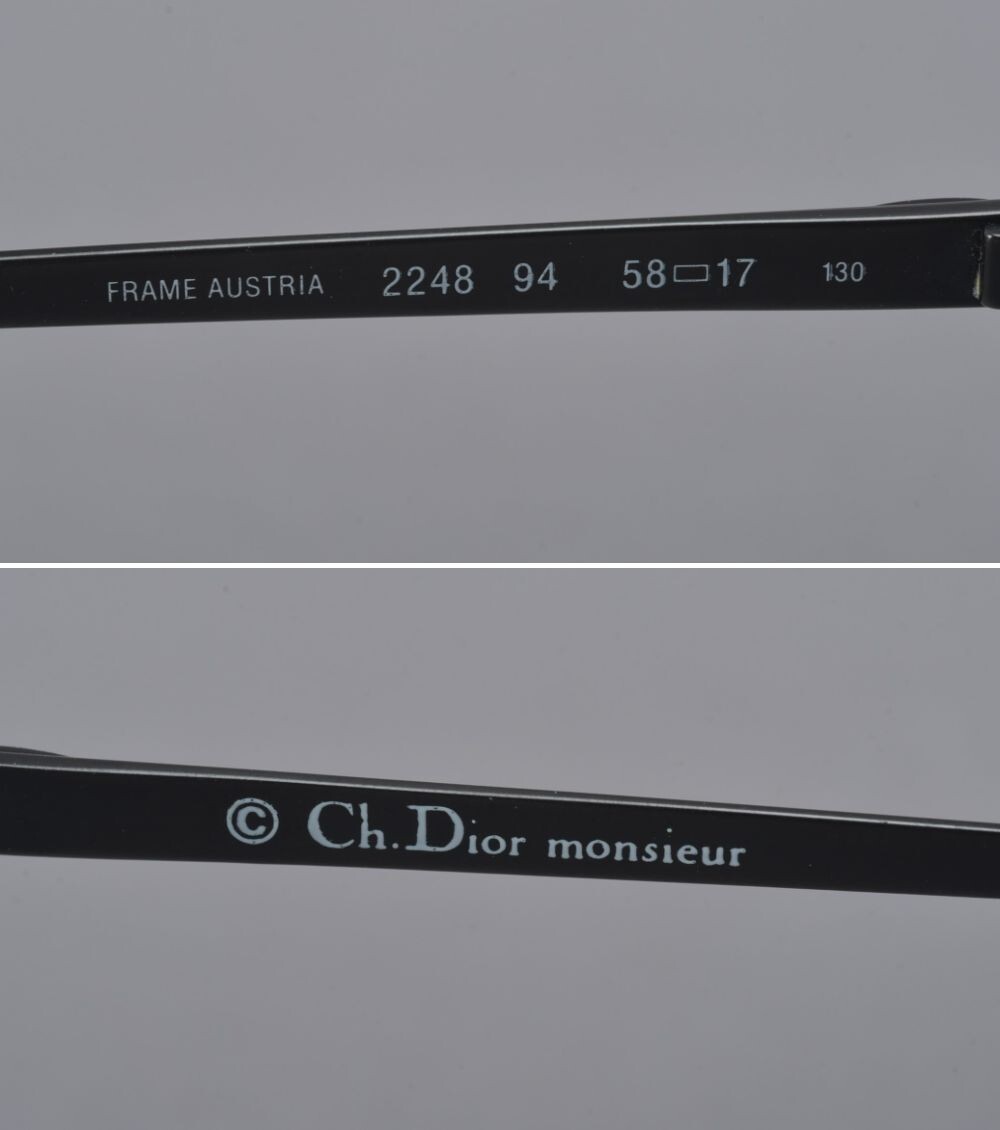 FRAME AUSTRIA 2248 94 58▭17 130
© Ch.Dior monsieur